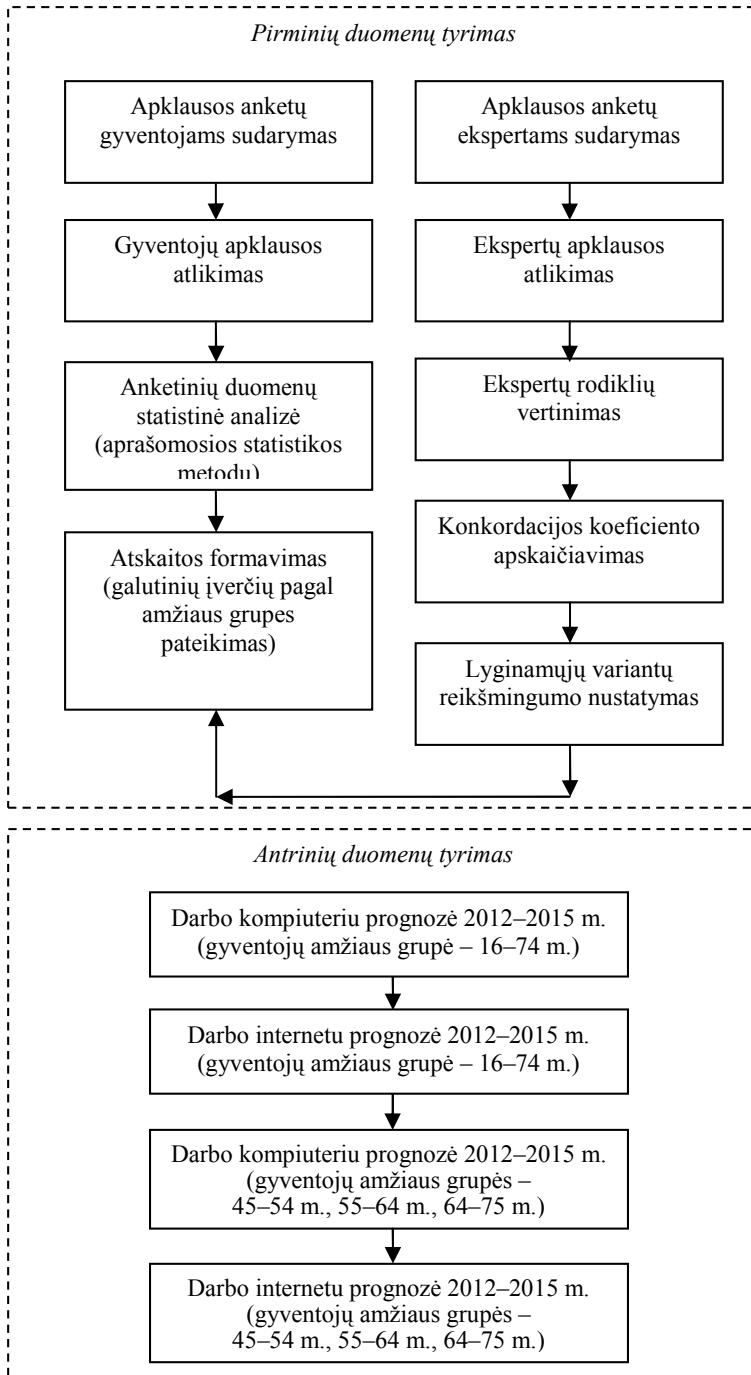 Pirminių duomenų tyrimas
Apklausos anketų
gyventojams sudarymas
Apklausos anketų
ekspertams sudarymas
Gyventojų apklausos
atlikimas
Ekspertų apklausos
atlikimas
Anketinių duomenų
statistinė analizė
(aprašomosios statistikos
metodu)
Ekspertų rodiklių
vertinimas
Atskaitos formavimas
(galutinių įverčių pagal
amžiaus grupes
pateikimas)
Konkordacijos koeficiento
apskaičiavimas
Lyginamųjų variantų
reikšmingumo nustatymas
Antrinių duomenų tyrimas
Darbo kompiuteriu prognozė 2012–2015 m.
(gyventojų amžiaus grupė – 16–74 m.)
Darbo internetu prognozė 2012–2015 m.
(gyventojų amžiaus grupė – 16–74 m.)
Darbo kompiuteriu prognozė 2012–2015 m.
(gyventojų amžiaus grupės –
45–54 m., 55–64 m., 64–75 m.)
Darbo internetu prognozė 2012–2015 m.
(gyventojų amžiaus grupės –
45–54 m., 55–64 m., 64–75 m.)